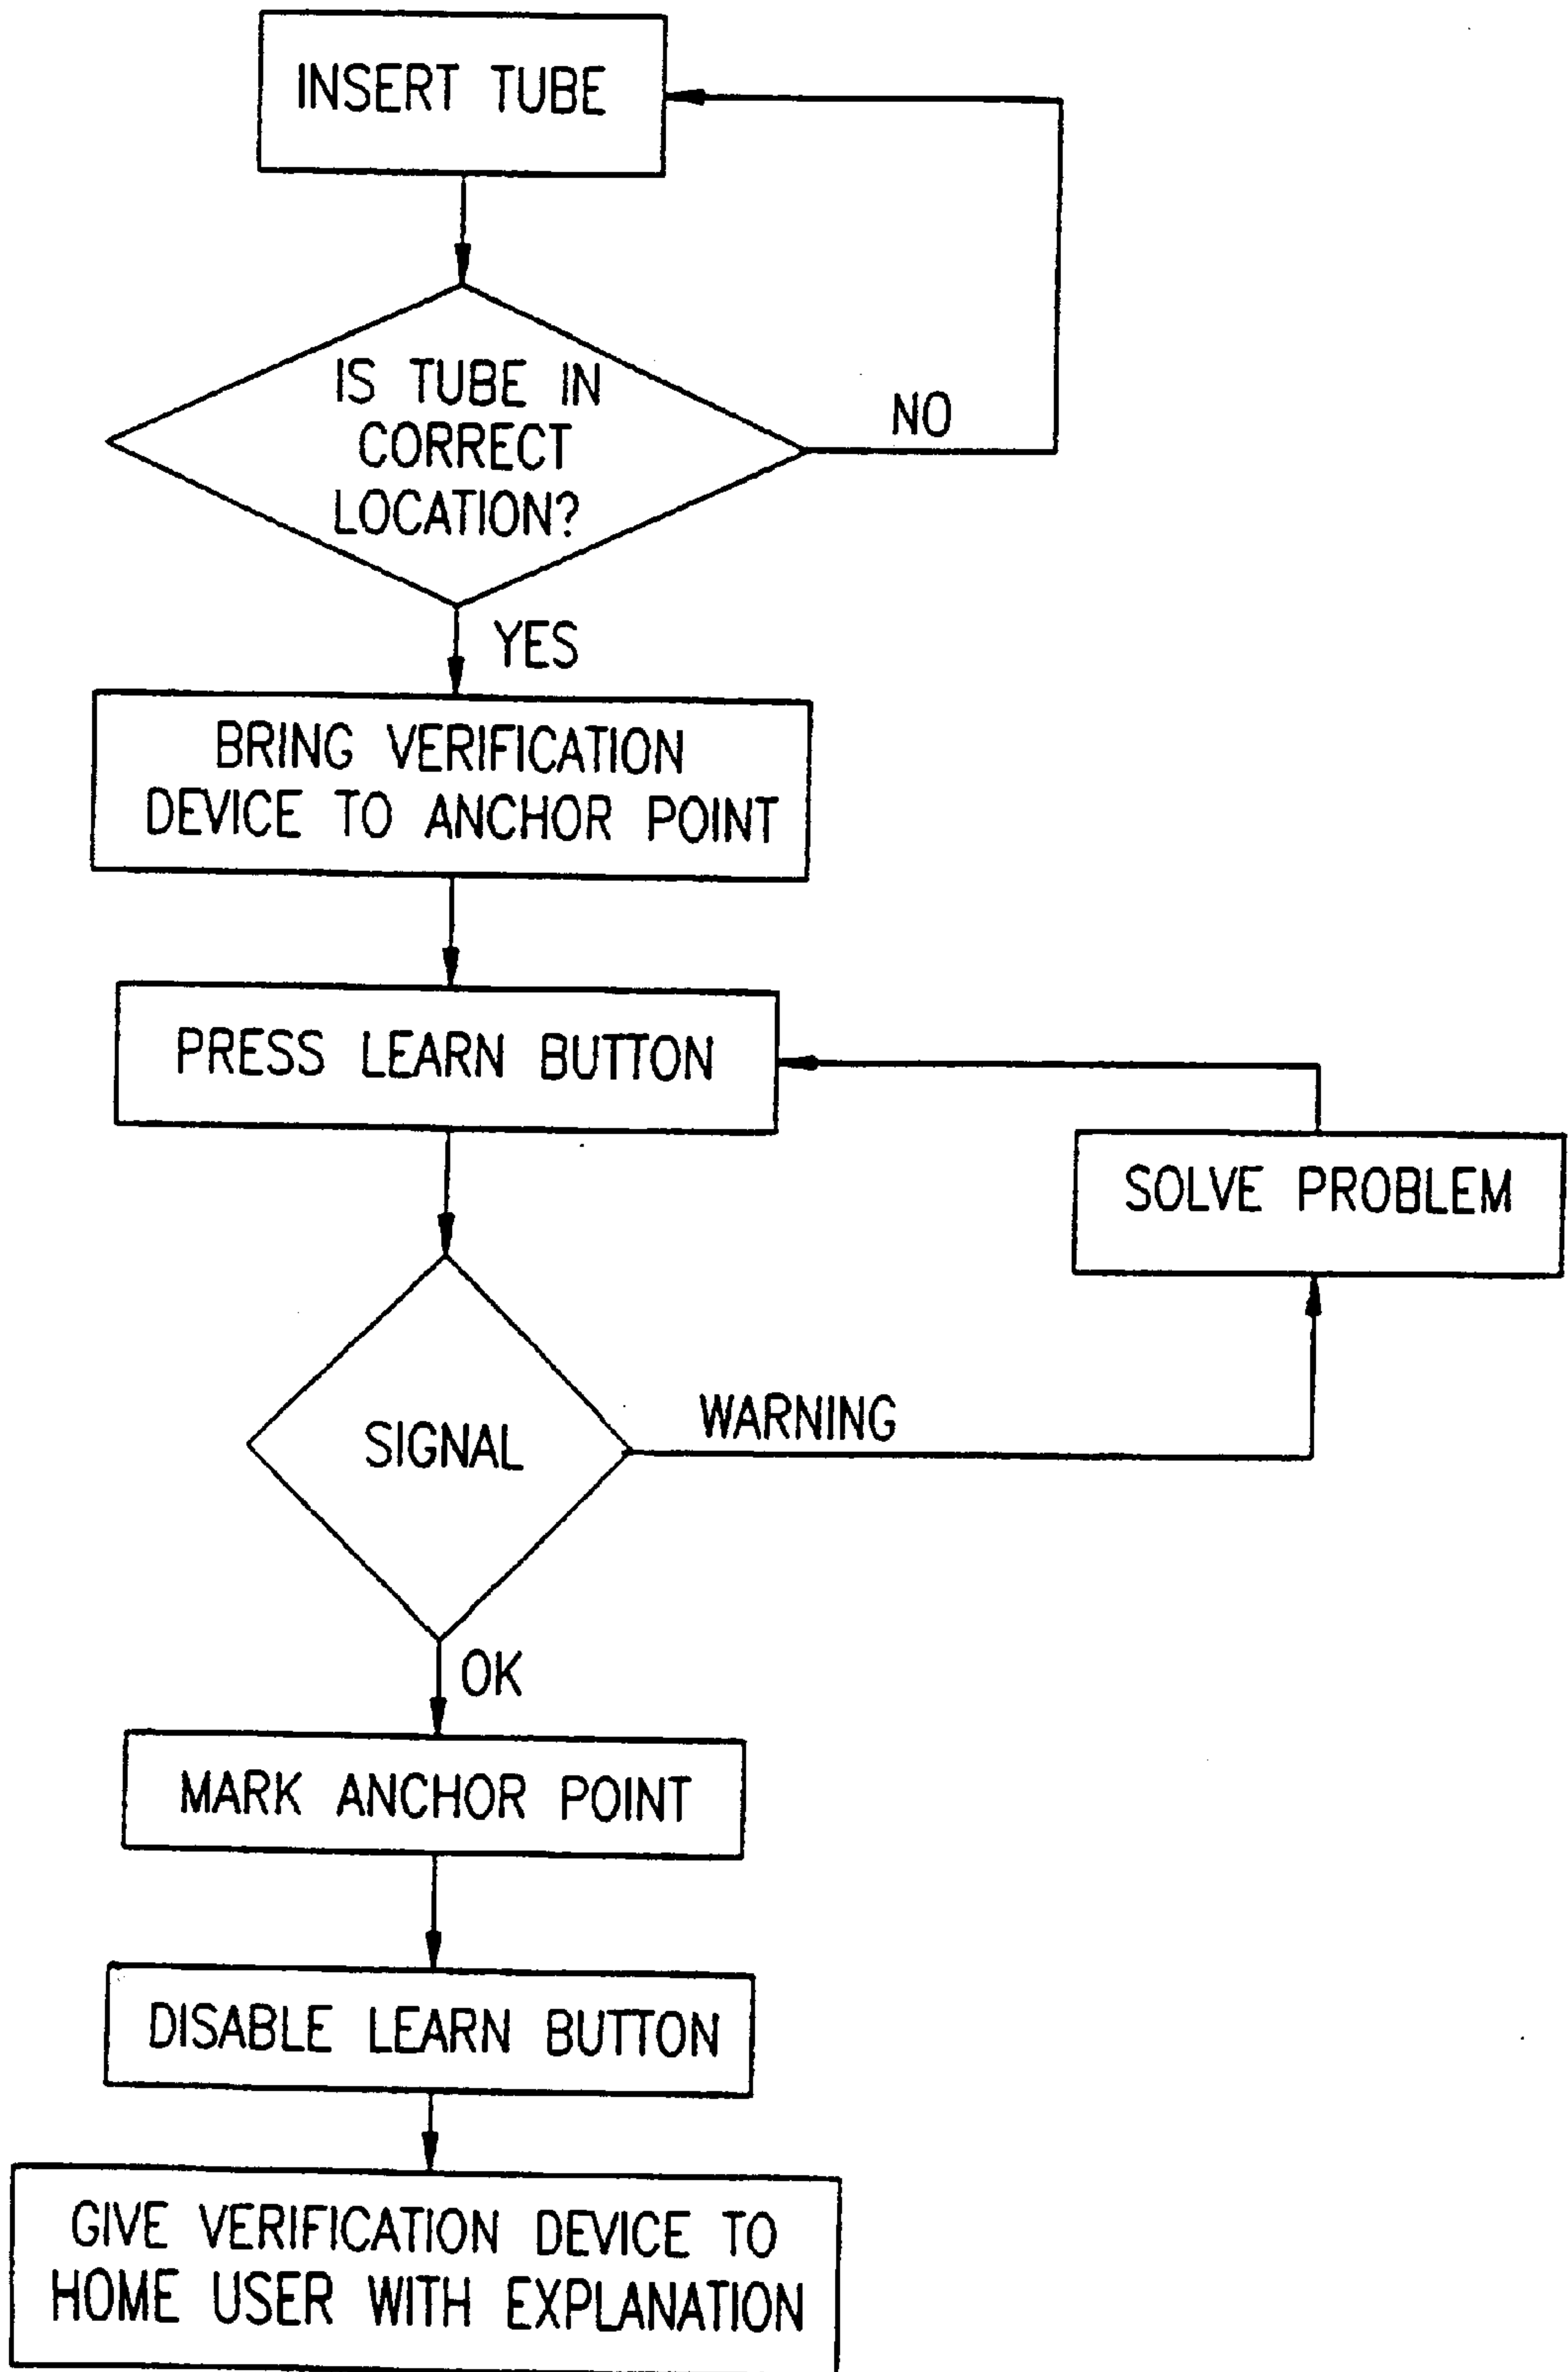 INSERT TUBE
IS TUBE IN
CORRECT
LOCATION?
NO
YES
BRING VERIFICATION
DEVICE TO ANCHOR POINT
PRESS LEARN BUTTON
SOLVE PROBLEM
SIGNAL
WARNING
OK
MARK ANCHOR POINT
DISABLE LEARN BUTTON
GIVE VERIFICATION DEVICE TO
HOME USER WITH EXPLANATION